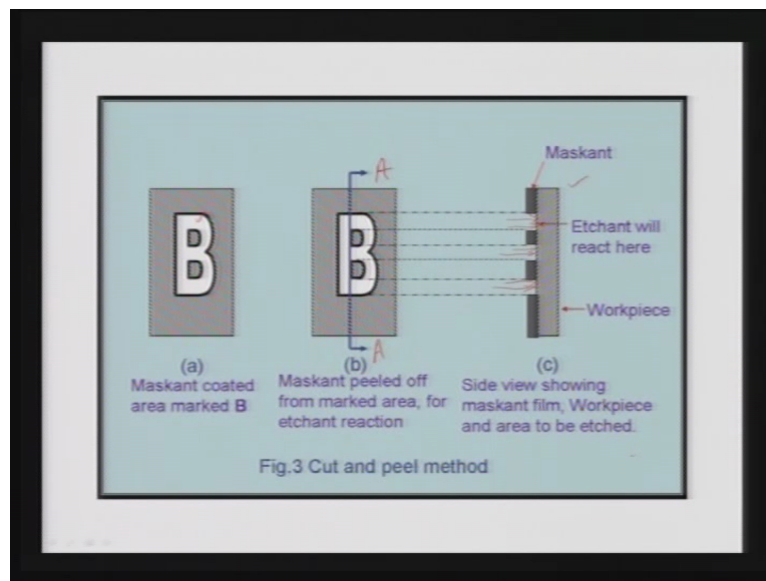 Maskant
A
B
B
Etchant will
react here
Workpiece
A
(a)
(b)
(c)
Maskant coated
area marked B
Maskant peeled off
from marked area, for
etchant reaction
Side view showing
maskant film, Workpiece
and area to be etched.
Fig.3 Cut and peel method